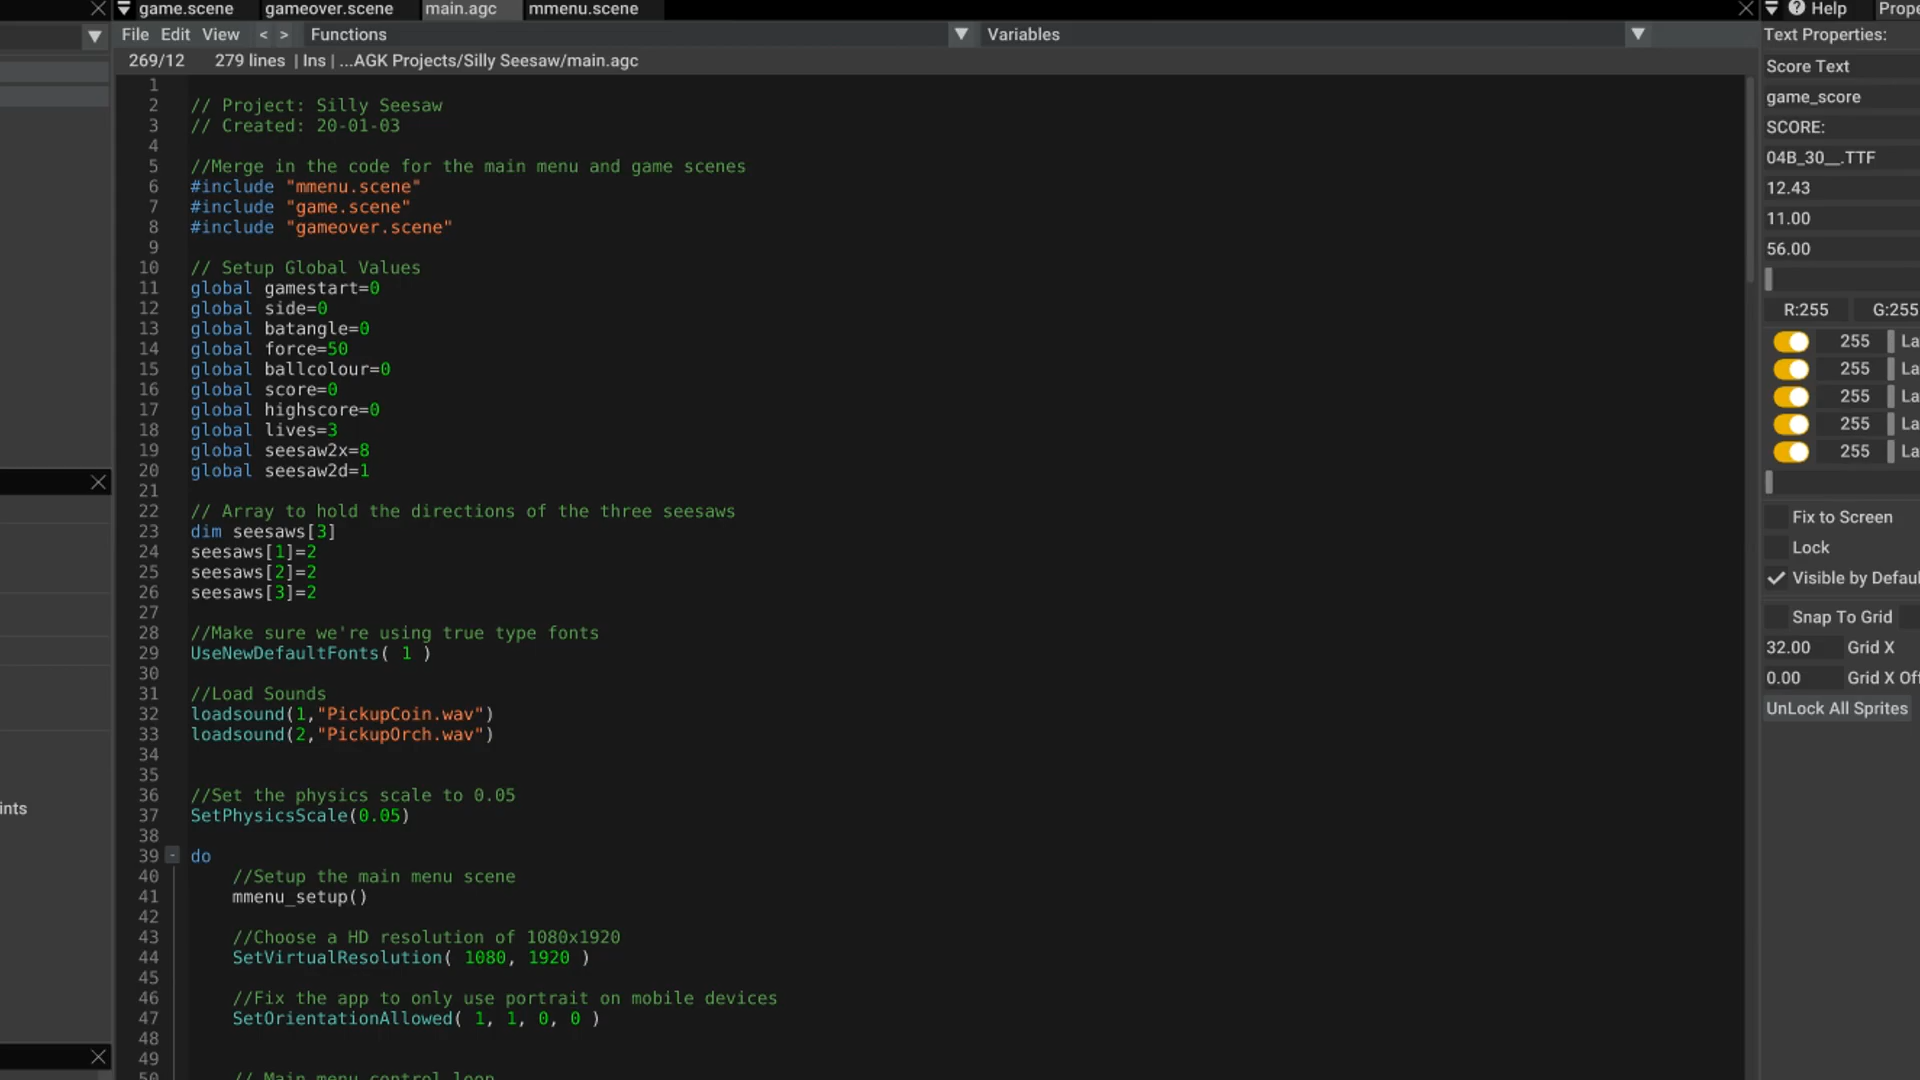 game.scene gameover.scene main.agc mmenu.scene
File Edit View < > Functions Variables
269/12 279 lines | Ins | ...AGK Projects/Silly Seesaw/main.agc
1
2 // Project: Silly Seesaw
3 // Created: 20-01-03
4
5 //Merge in the code for the main menu and game scenes
6 #include "mmenu.scene"
7 #include "game.scene"
8 #include "gameover.scene"
9
10 // Setup Global Values
11 global gamestart=0
12 global side=0
13 global batangle=0
14 global force=50
15 global ballcolour=0
16 global score=0
17 global highscore=0
18 global lives=3
19 global seesaw2x=8
20 global seesaw2d=1
21
22 // Array to hold the directions of the three seesaws
23 dim seesaws[3]
24 seesaws[1]=2
25 seesaws[2]=2
26 seesaws[3]=2
27
28 //Make sure we're using true type fonts
29 UseNewDefaultFonts( 1 )
30
31 //Load Sounds
32 loadsound(1,"PickupCoin.wav")
33 loadsound(2,"PickupOrch.wav")
34
35
36 //Set the physics scale to 0.05
37 SetPhysicsScale(0.05)
38
39 - do
40 //Setup the main menu scene
41 mmenu_setup()
42
43 //Choose a HD resolution of 1080x1920
44 SetVirtualResolution( 1080, 1920 )
45
46 //Fix the app to only use portrait on mobile devices
47 SetOrientationAllowed( 1, 1, 0, 0 )
48
49
50 // Main menu control loop
ints
Help Prope
Text Properties:
Score Text
game_score
SCORE:
04B_30__.TTF
12.43
11.00
56.00
R:255 G:255
255 La
255 La
255 La
255 La
255 La
Fix to Screen
Lock
Visible by Defaul
Snap To Grid
32.00 Grid X
0.00 Grid X Off
UnLock All Sprites